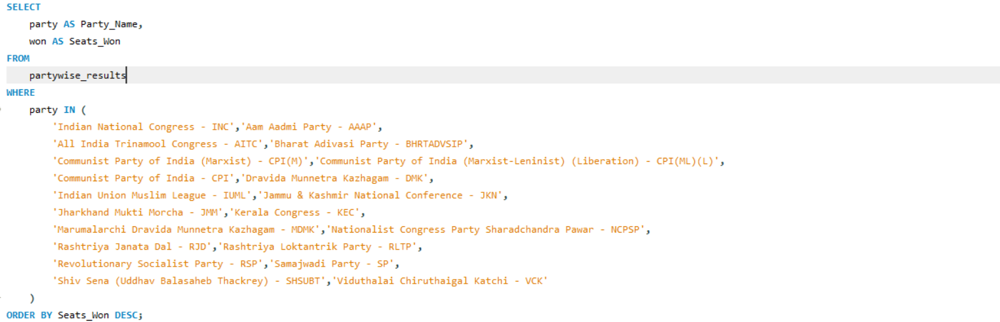 SELECT
party AS Party_Name,
won AS Seats_Won
FROM
partywise_results
WHERE
party IN (
'Indian National Congress - INC','Aam Aadmi Party - AAAP',
'All India Trinamool Congress - AITC','Bharat Adivasi Party - BHRTADVSIP',
'Communist Party of India (Marxist) - CPI(M)','Communist Party of India (Marxist-Leninist) (Liberation) - CPI(ML)(L)',
'Communist Party of India - CPI','Dravida Munnetra Kazhagam - DMK',
'Indian Union Muslim League - IUML','Jammu & Kashmir National Conference - JKN',
'Jharkhand Mukti Morcha - JMM','Kerala Congress - KEC',
'Marumalarchi Dravida Munnetra Kazhagam - MDMK','Nationalist Congress Party Sharadchandra Pawar - NCPSP',
'Rashtriya Janata Dal - RJD','Rashtriya Loktantrik Party - RLTP',
'Revolutionary Socialist Party - RSP','Samajwadi Party - SP',
'Shiv Sena (Uddhav Balasaheb Thackrey) - SHSUBT','Viduthalai Chiruthaigal Katchi - VCK'
)
ORDER BY Seats_Won DESC;